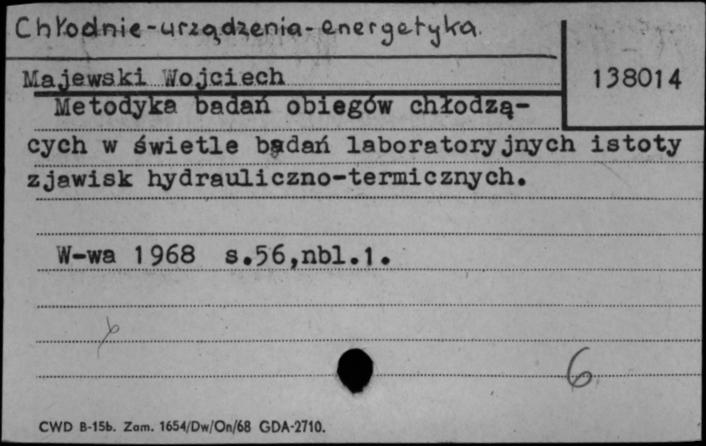 Chłodnie-urządzenia-energetyka.
Majewski Wojciech
138014
Metodyka badań obiegów chłodzą-
cych w świetle badań laboratoryjnych istoty
zjawisk hydrauliczno-termicznych.
W-wa 1968 s.56,nbl.1.
6
CWD B-15b. Zam. 1654/Dw/On/68 GDA-2710.